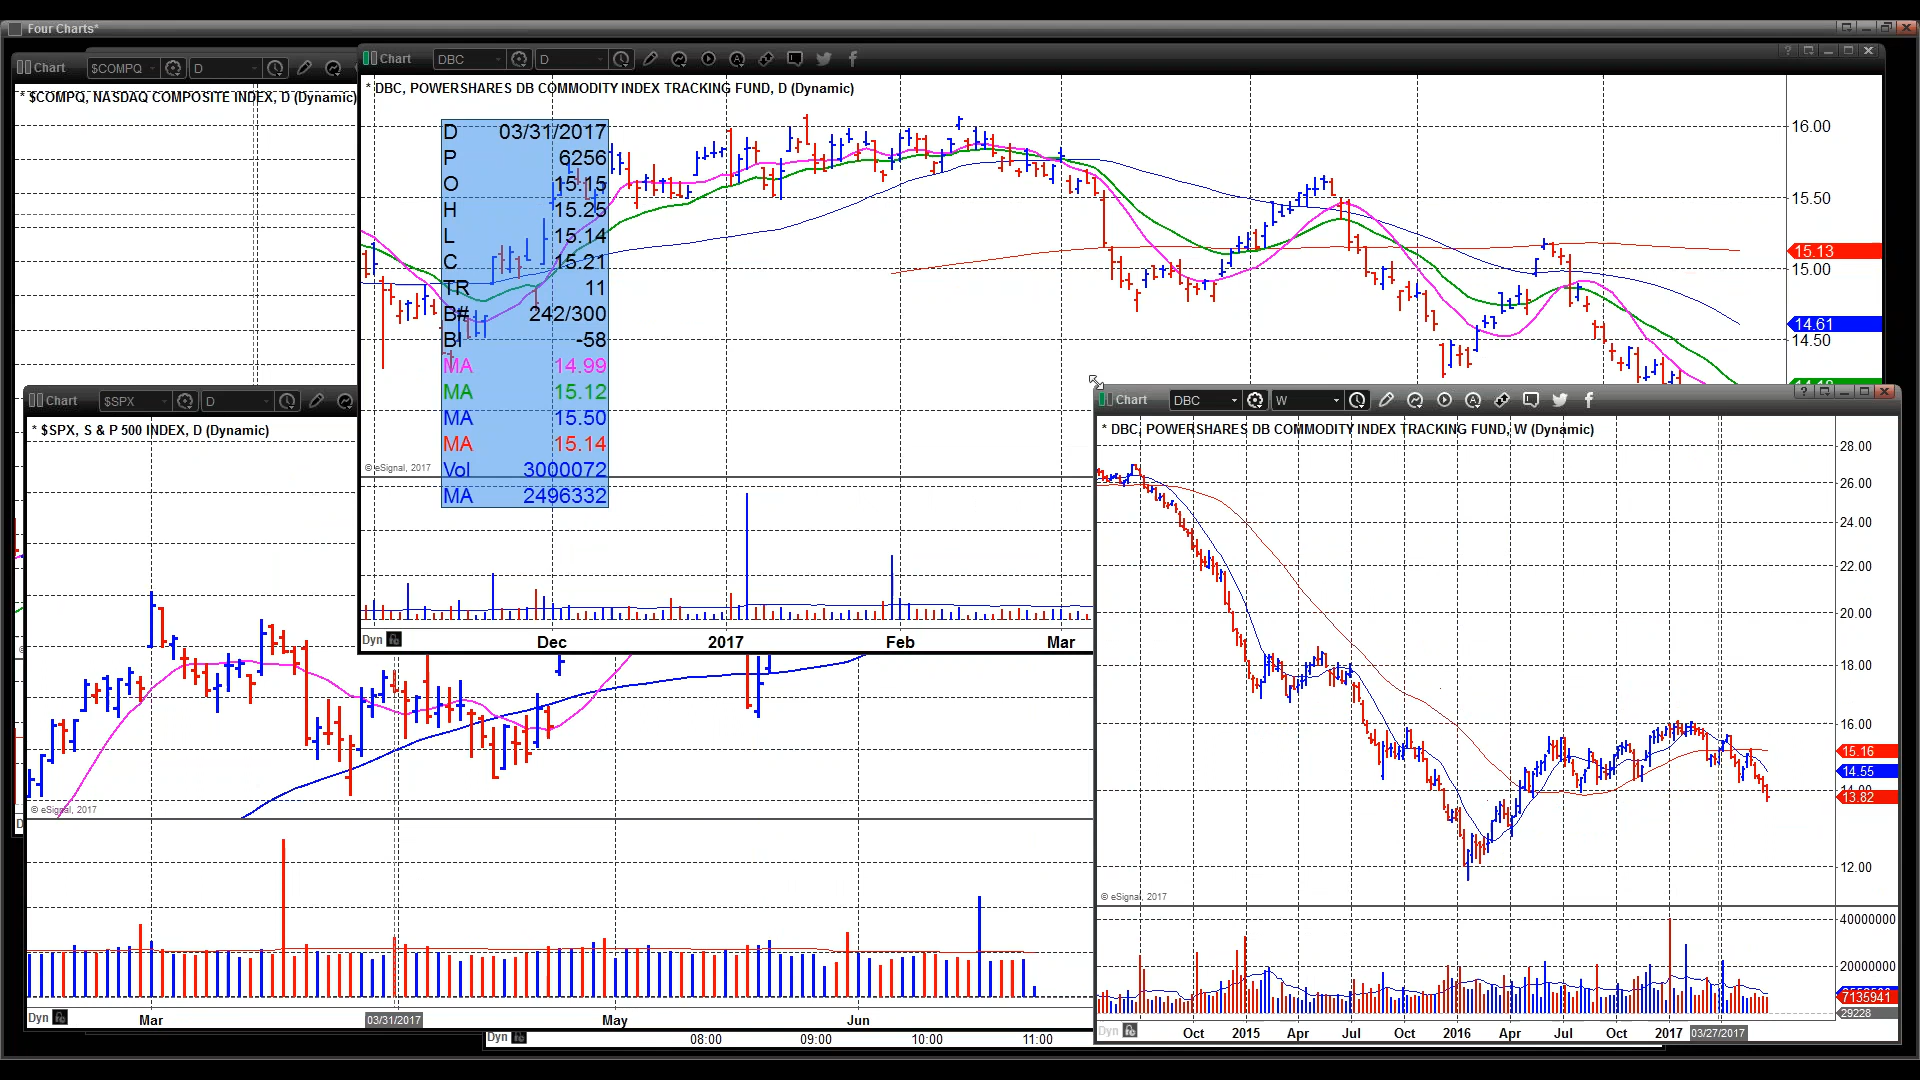 Four Charts*
Chart $COMPQ D
* $COMPQ, NASDAQ COMPOSITE INDEX, D (Dynamic)
Chart DBC D
* DBC, POWERSHARES DB COMMODITY INDEX TRACKING FUND, D (Dynamic)
D 03/31/2017
P 6256
O 15.15
H 15.25
L 15.14
C 15.21
TR 11
B# 242/300
BI -58
MA 14.99
MA 15.12
MA 15.50
MA 15.14
Vol 3000072
MA 2496332
16.00
15.50
15.13
15.00
14.61
14.50
© eSignal, 2017
Dyn
Dec 2017 Feb Mar
Chart $SPX D
* $SPX, S & P 500 INDEX, D (Dynamic)
© eSignal, 2017
Dyn
Mar 03/31/2017 May Jun
Dyn
08:00 09:00 10:00 11:00
Chart DBC W
* DBC, POWERSHARES DB COMMODITY INDEX TRACKING FUND, W (Dynamic)
28.00
26.00
24.00
22.00
20.00
18.00
16.00
15.16
14.55
13.82
12.00
© eSignal, 2017
40000000
20000000
7135941
29228
Dyn
Oct 2015 Apr Jul Oct 2016 Apr Jul Oct 2017 03/27/2017